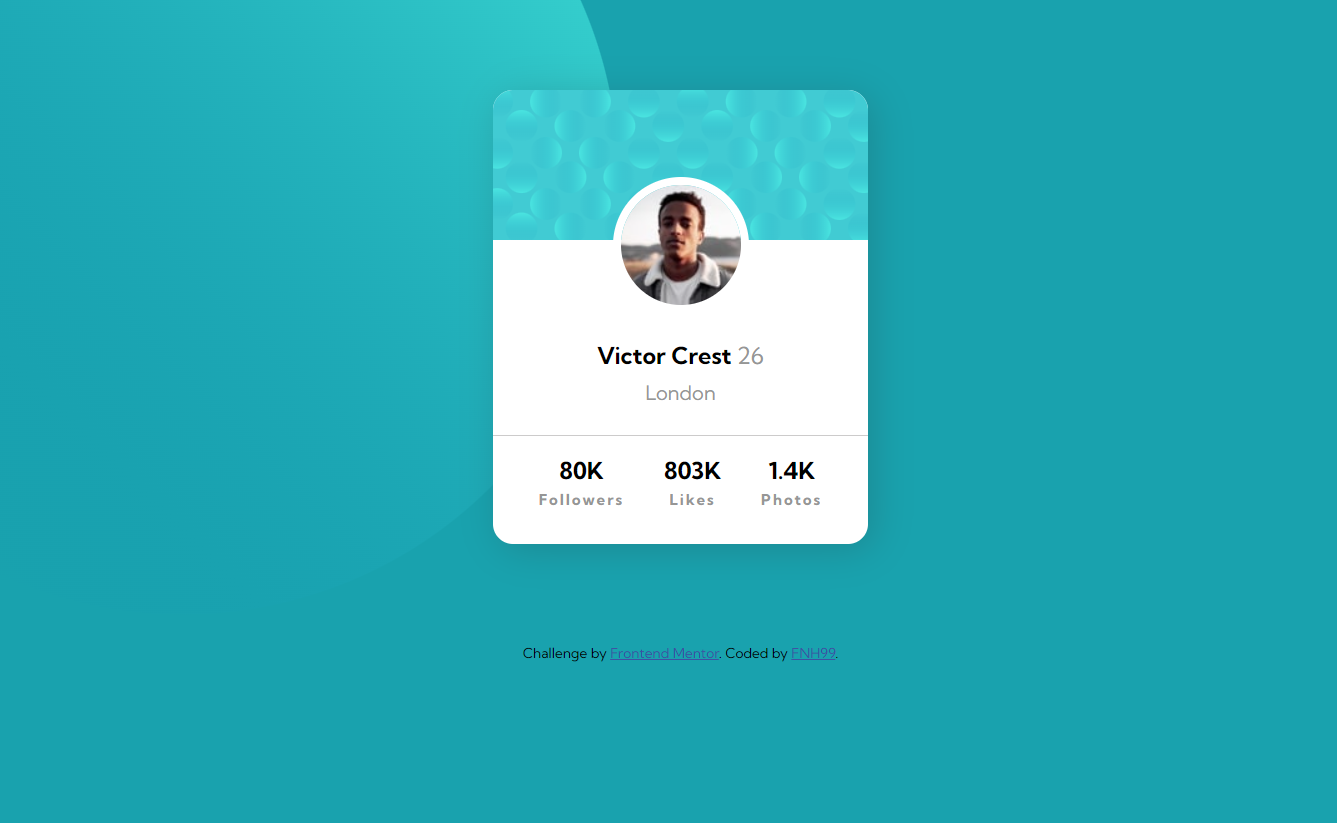 Victor Crest 26
London
80K 803K 1.4K
Followers Likes Photos
Challenge by Frontend Mentor. Coded by FNH99.